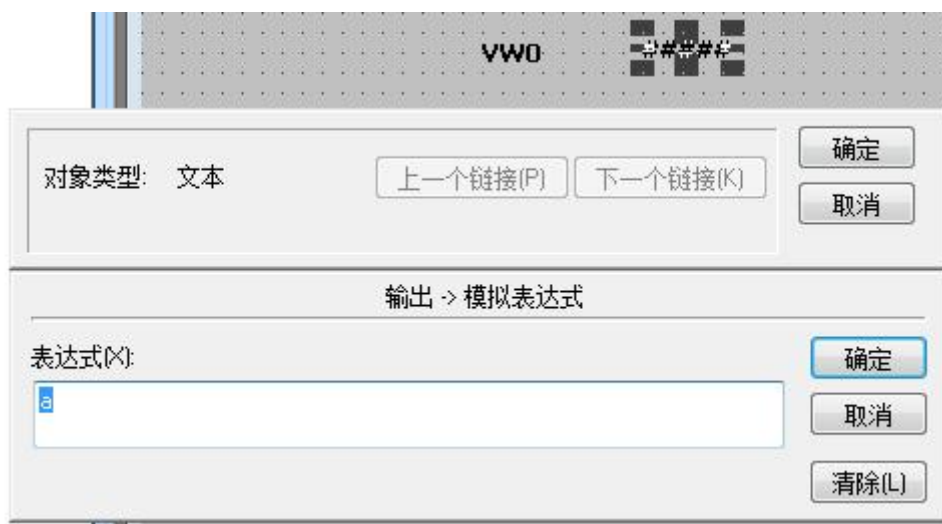 VW0 #####
对象类型: 文本 上一个链接(P) 下一个链接(K) 确定
取消
输出 -> 模拟表达式
表达式(X): 确定
a
取消
清除(L)